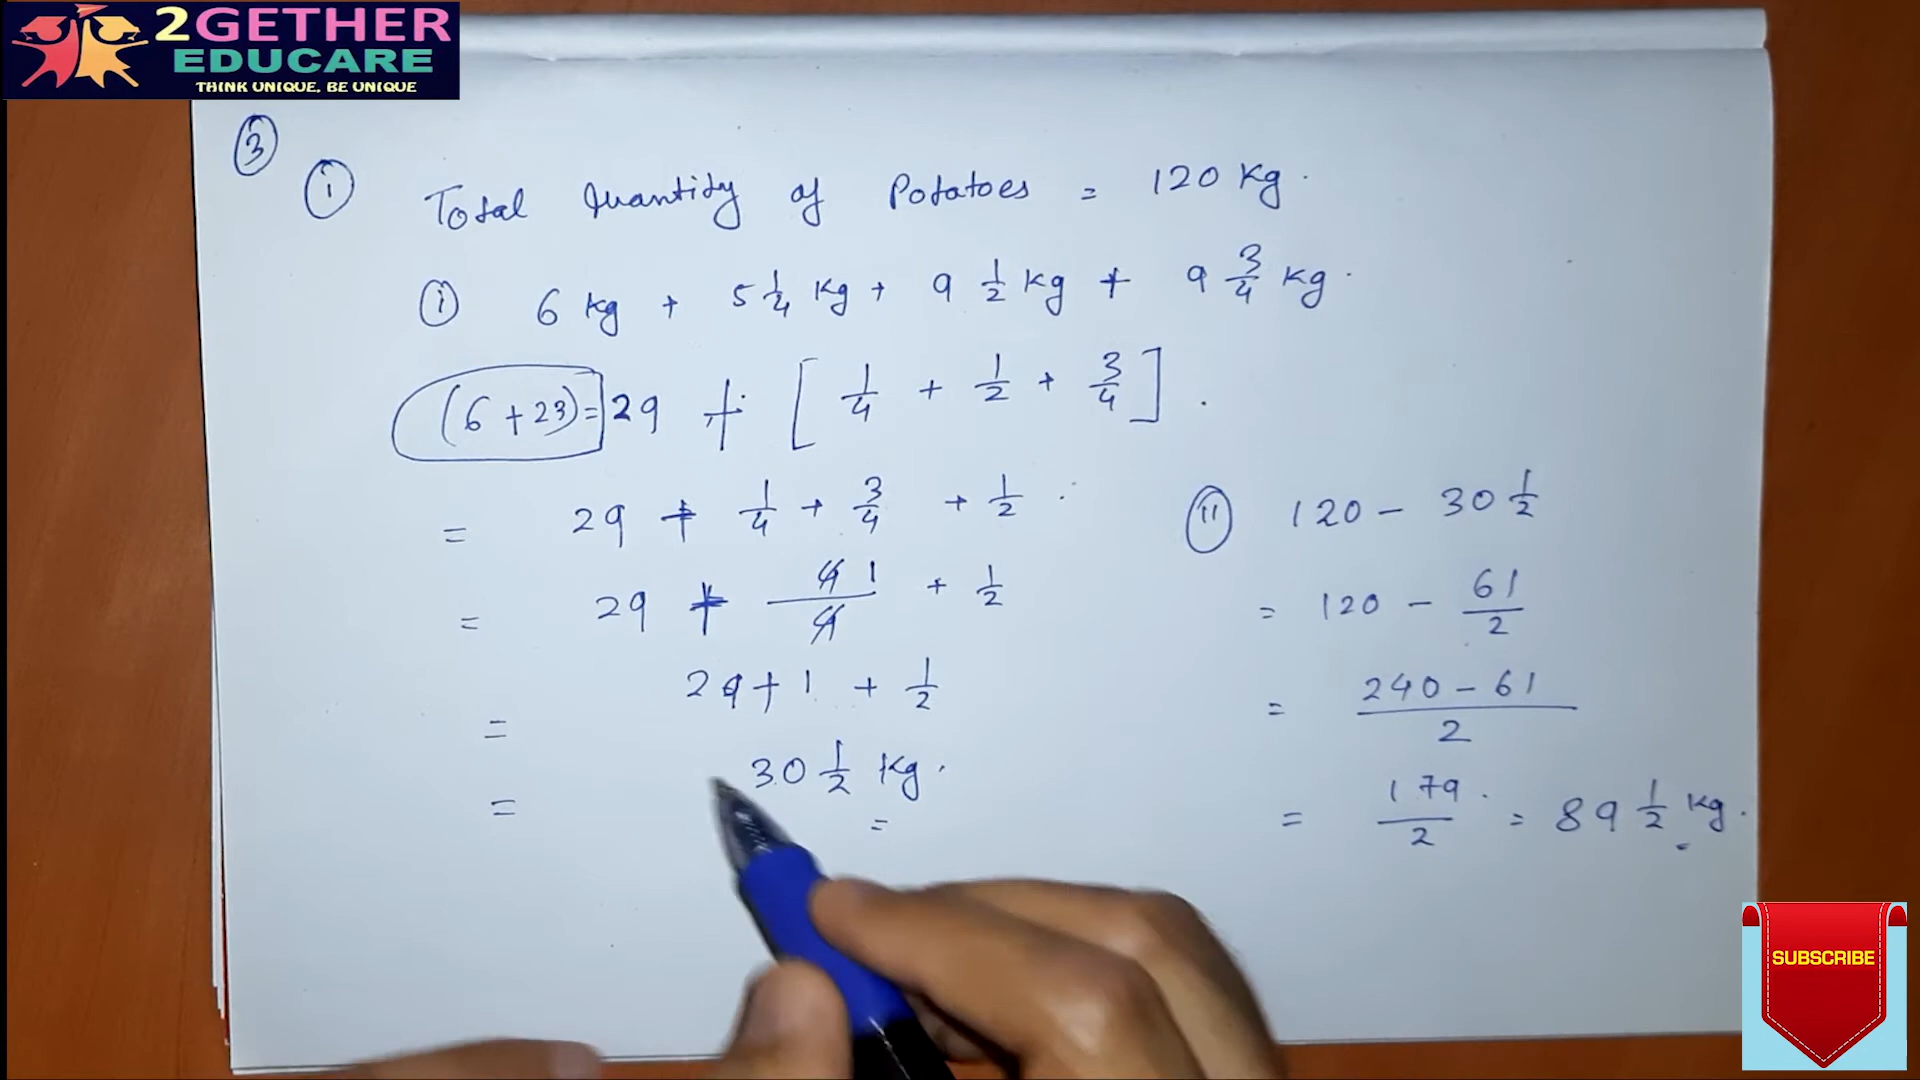 2GETHER
EDUCARE
THINK UNIQUE, BE UNIQUE
3
i Total Quantity of Potatoes = 120 Kg.
i 6 kg + 5 1/4 Kg + 9 1/2 Kg + 9 3/4 Kg.
(6 + 23) = 29 + [ 1/4 + 1/2 + 3/4 ].
= 29 + 1/4 + 3/4 + 1/2
= 29 + 4/4 1 + 1/2
= 29 + 1 + 1/2
= 30 1/2 Kg.
=
ii 120 - 30 1/2
= 120 - 61/2
= 240 - 61 / 2
= 179/2 = 89 1/2 Kg.
SUBSCRIBE